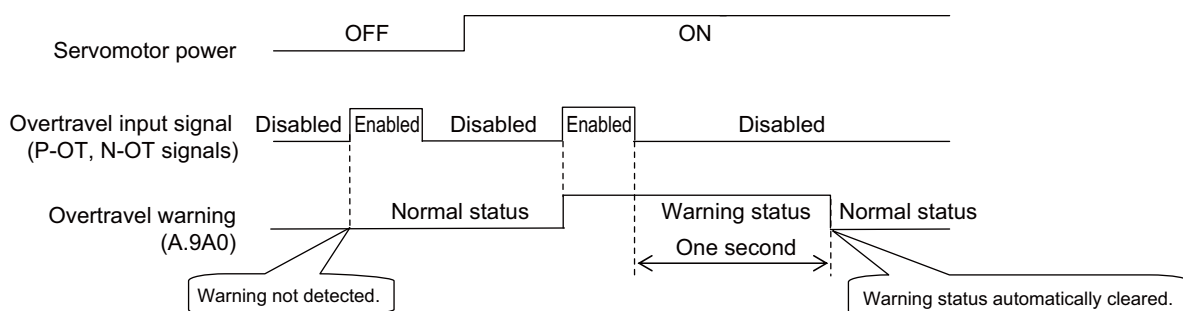 OFF
ON
Servomotor power
Overtravel input signal
(P-OT, N-OT signals)
Disabled
Enabled
Disabled
Enabled
Disabled
Overtravel warning
(A.9A0)
Normal status
Warning status
Normal status
One second
Warning not detected.
Warning status automatically cleared.